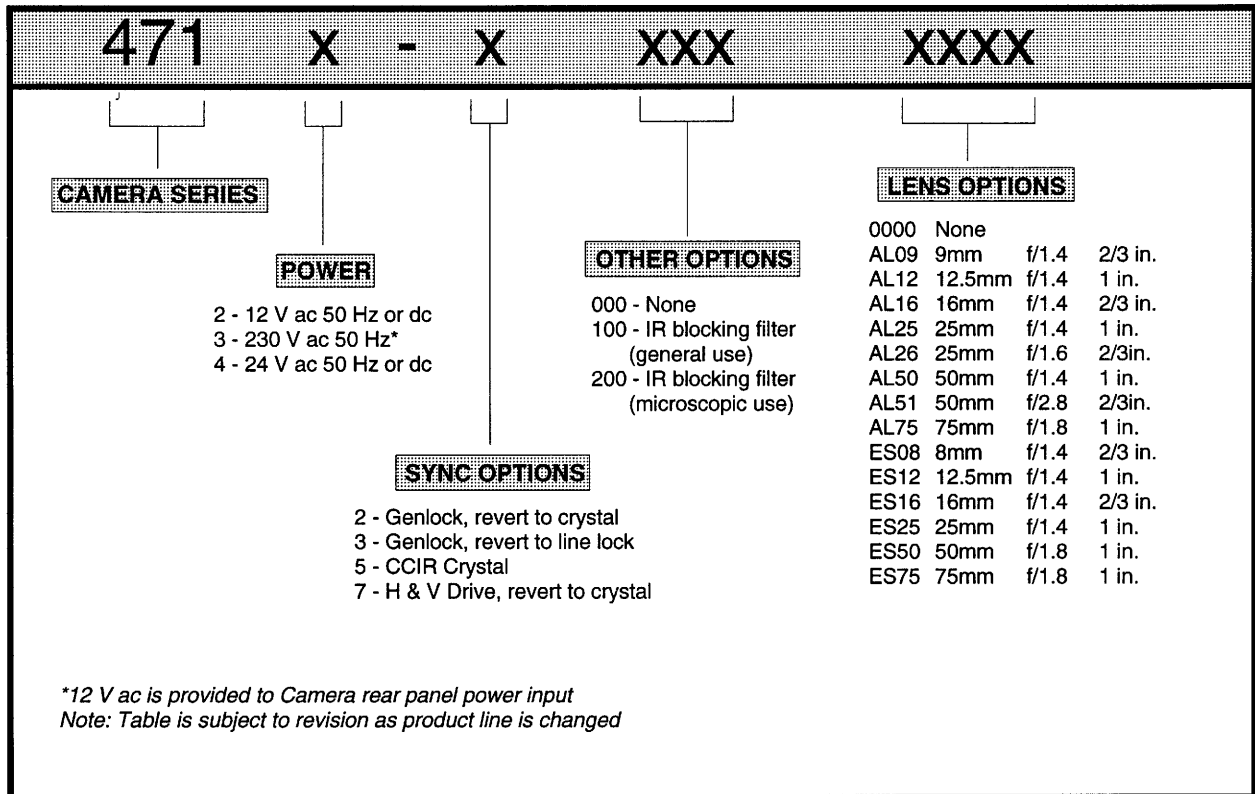 471 X - X XXX XXXX
CAMERA SERIES
POWER
2 - 12 V ac 50 Hz or dc
3 - 230 V ac 50 Hz*
4 - 24 V ac 50 Hz or dc
SYNC OPTIONS
2 - Genlock, revert to crystal
3 - Genlock, revert to line lock
5 - CCIR Crystal
7 - H & V Drive, revert to crystal
OTHER OPTIONS
000 - None
100 - IR blocking filter
(general use)
200 - IR blocking filter
(microscopic use)
LENS OPTIONS
0000 None
AL09 9mm f/1.4 2/3 in.
AL12 12.5mm f/1.4 1 in.
AL16 16mm f/1.4 2/3 in.
AL25 25mm f/1.4 1 in.
AL26 25mm f/1.6 2/3in.
AL50 50mm f/1.4 1 in.
AL51 50mm f/2.8 2/3in.
AL75 75mm f/1.8 1 in.
ES08 8mm f/1.4 2/3 in.
ES12 12.5mm f/1.4 1 in.
ES16 16mm f/1.4 2/3 in.
ES25 25mm f/1.4 1 in.
ES50 50mm f/1.8 1 in.
ES75 75mm f/1.8 1 in.
*12 V ac is provided to Camera rear panel power input
Note: Table is subject to revision as product line is changed